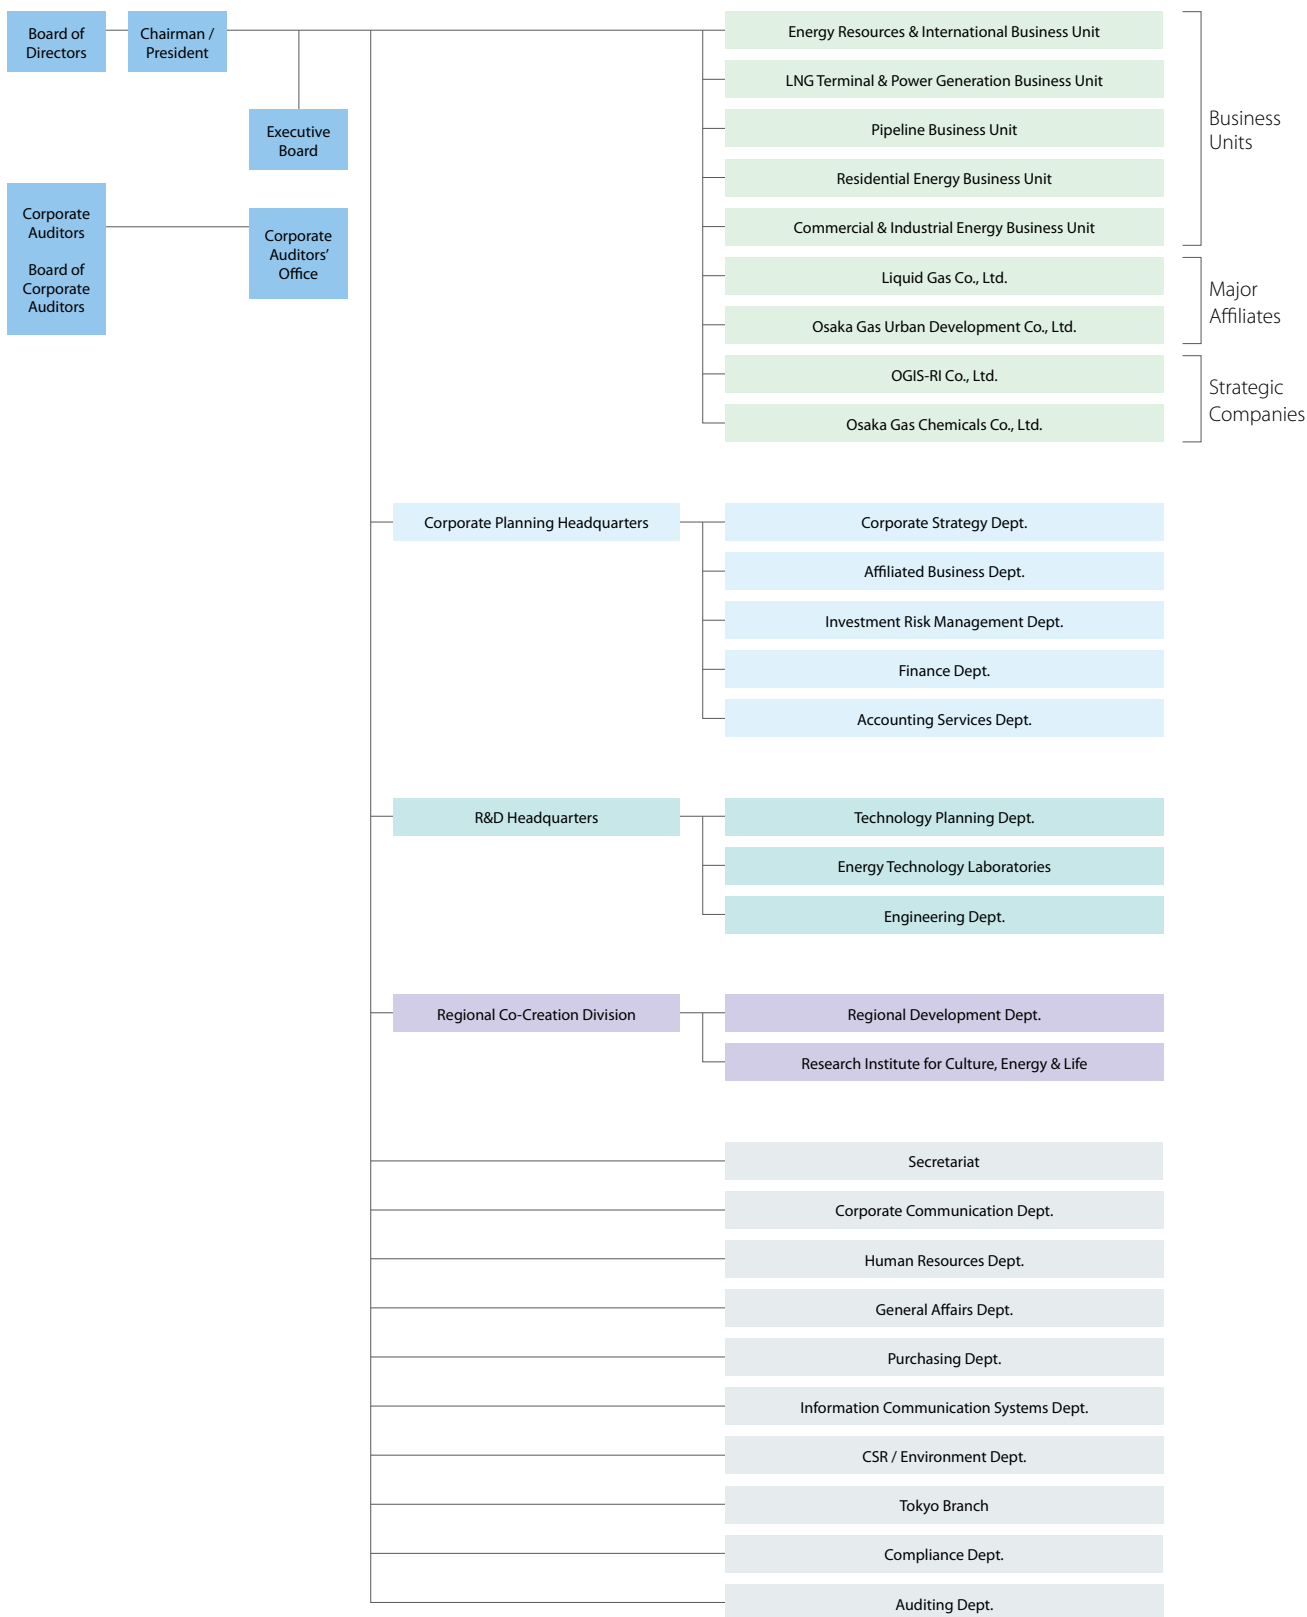 Board of
Directors
Chairman /
President
Executive
Board
Corporate
Auditors
Board of
Corporate
Auditors
Corporate
Auditors’
Office
Energy Resources & International Business Unit
LNG Terminal & Power Generation Business Unit
Pipeline Business Unit
Residential Energy Business Unit
Commercial & Industrial Energy Business Unit
Business
Units
Liquid Gas Co., Ltd.
Osaka Gas Urban Development Co., Ltd.
Major
Affiliates
OGIS-RI Co., Ltd.
Osaka Gas Chemicals Co., Ltd.
Strategic
Companies
Corporate Planning Headquarters
Corporate Strategy Dept.
Affiliated Business Dept.
Investment Risk Management Dept.
Finance Dept.
Accounting Services Dept.
R&D Headquarters
Technology Planning Dept.
Energy Technology Laboratories
Engineering Dept.
Regional Co-Creation Division
Regional Development Dept.
Research Institute for Culture, Energy & Life
Secretariat
Corporate Communication Dept.
Human Resources Dept.
General Affairs Dept.
Purchasing Dept.
Information Communication Systems Dept.
CSR / Environment Dept.
Tokyo Branch
Compliance Dept.
Auditing Dept.